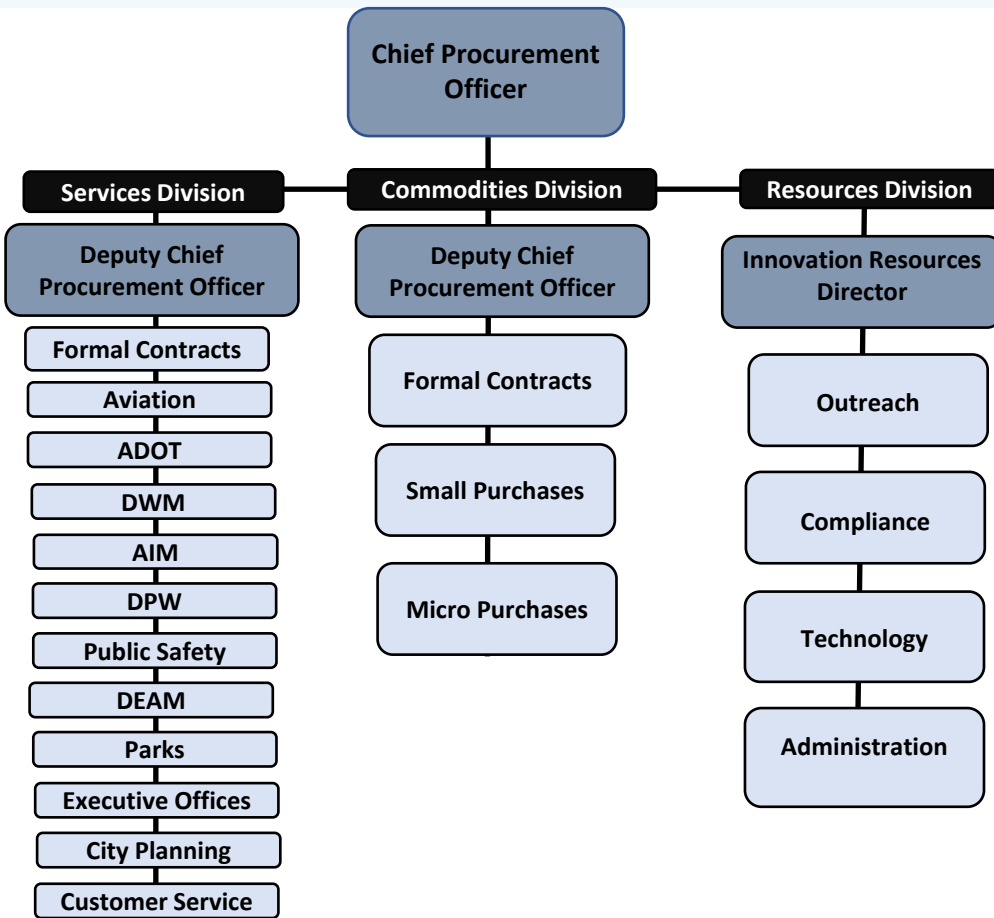 Chief Procurement
Officer
Services Division
Commodities Division
Resources Division
Deputy Chief
Procurement Officer
Formal Contracts
Aviation
ADOT
DWM
AIM
DPW
Public Safety
DEAM
Parks
Executive Offices
City Planning
Customer Service
Deputy Chief
Procurement Officer
Formal Contracts
Small Purchases
Micro Purchases
Innovation Resources
Director
Outreach
Compliance
Technology
Administration